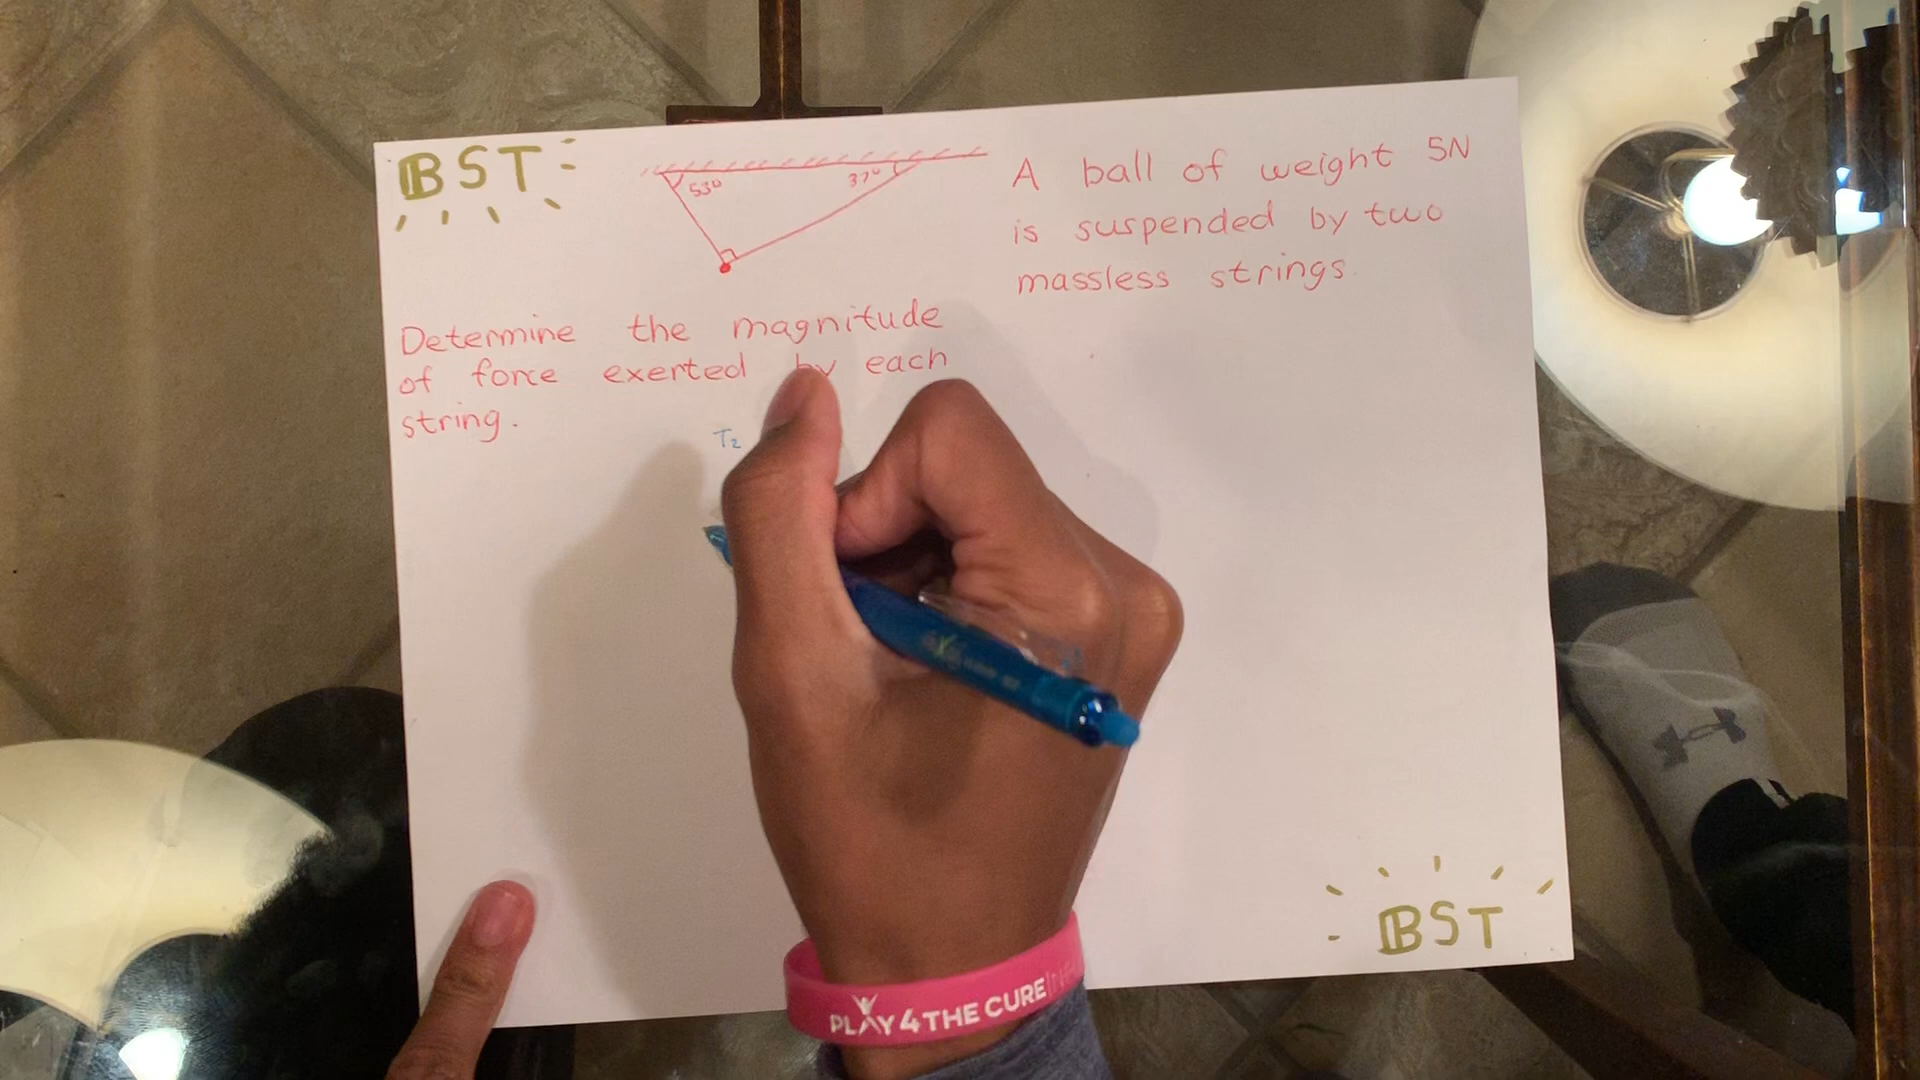 BST
53°
37°
A ball of weight 5N
is suspended by two
massless strings.
Determine the magnitude
of force exerted by each
string.
T2
PLAY 4 THE CURE
BST